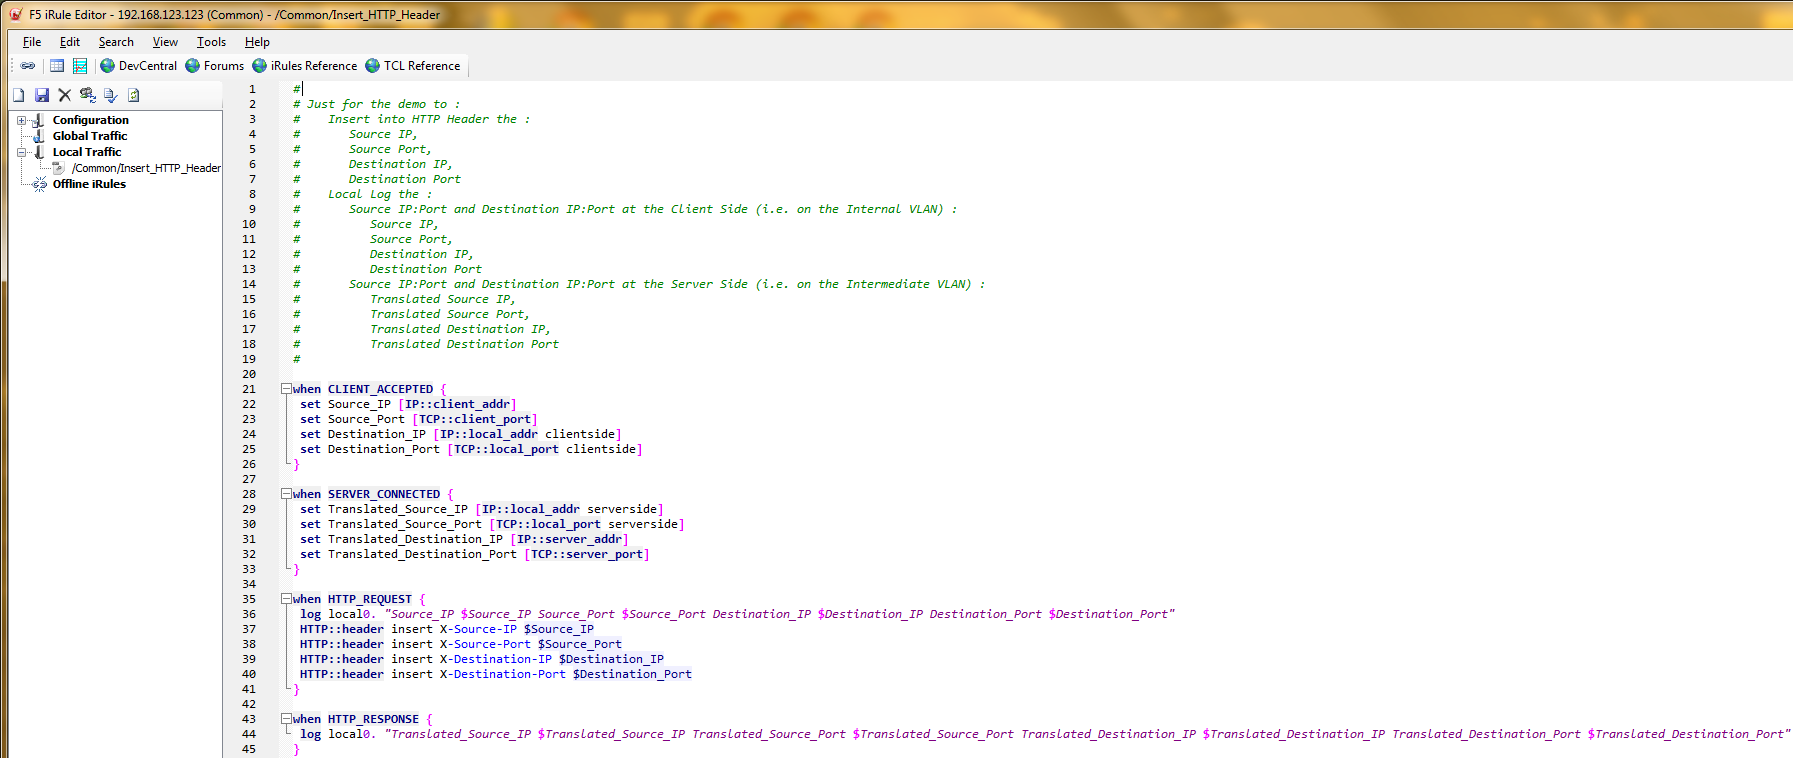 F5 iRule Editor - 192.168.123.123 (Common) - /Common/Insert_HTTP_Header
File Edit Search View Tools Help
DevCentral Forums iRules Reference TCL Reference
Configuration
Global Traffic
Local Traffic
/Common/Insert_HTTP_Header
Offline iRules
1 #
2 # Just for the demo to :
3 #    Insert into HTTP Header the :
4 #       Source IP,
5 #       Source Port,
6 #       Destination IP,
7 #       Destination Port
8 #    Local Log the :
9 #       Source IP:Port and Destination IP:Port at the Client Side (i.e. on the Internal VLAN) :
10 #          Source IP,
11 #          Source Port,
12 #          Destination IP,
13 #          Destination Port
14 #       Source IP:Port and Destination IP:Port at the Server Side (i.e. on the Intermediate VLAN) :
15 #          Translated Source IP,
16 #          Translated Source Port,
17 #          Translated Destination IP,
18 #          Translated Destination Port
19 #
20
21 when CLIENT_ACCEPTED {
22  set Source_IP [IP::client_addr]
23  set Source_Port [TCP::client_port]
24  set Destination_IP [IP::local_addr clientside]
25  set Destination_Port [TCP::local_port clientside]
26 }
27
28 when SERVER_CONNECTED {
29  set Translated_Source_IP [IP::local_addr serverside]
30  set Translated_Source_Port [TCP::local_port serverside]
31  set Translated_Destination_IP [IP::server_addr]
32  set Translated_Destination_Port [TCP::server_port]
33 }
34
35 when HTTP_REQUEST {
36  log local0. "Source_IP $Source_IP Source_Port $Source_Port Destination_IP $Destination_IP Destination_Port $Destination_Port"
37  HTTP::header insert X-Source-IP $Source_IP
38  HTTP::header insert X-Source-Port $Source_Port
39  HTTP::header insert X-Destination-IP $Destination_IP
40  HTTP::header insert X-Destination-Port $Destination_Port
41 }
42
43 when HTTP_RESPONSE {
44  log local0. "Translated_Source_IP $Translated_Source_IP Translated_Source_Port $Translated_Source_Port Translated_Destination_IP $Translated_Destination_IP Translated_Destination_Port $Translated_Destination_Port"
45 }